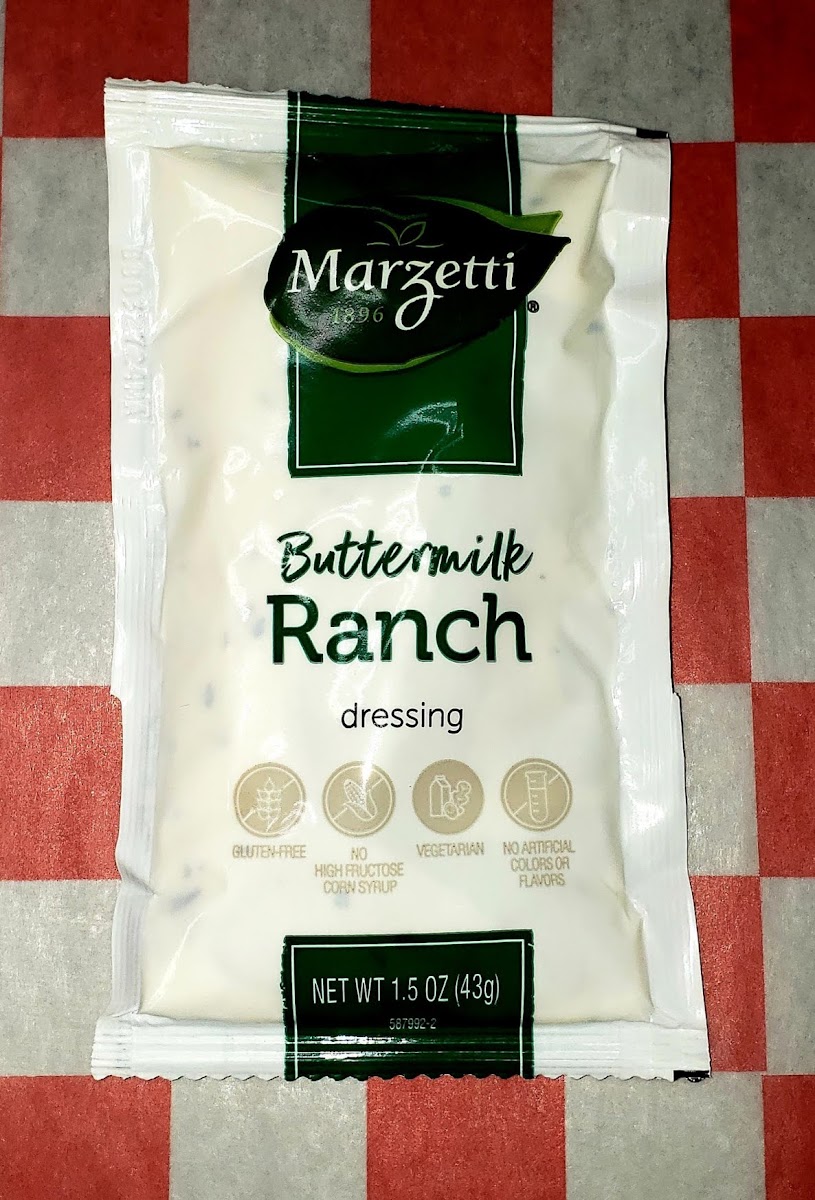 Marzetti
1896
®
Buttermilk
Ranch
dressing
GLUTEN-FREE
NO
HIGH FRUCTOSE
CORN SYRUP
VEGETARIAN
NO ARTIFICIAL
COLORS OR
FLAVORS
NET WT 1.5 OZ (43g)
587992-2